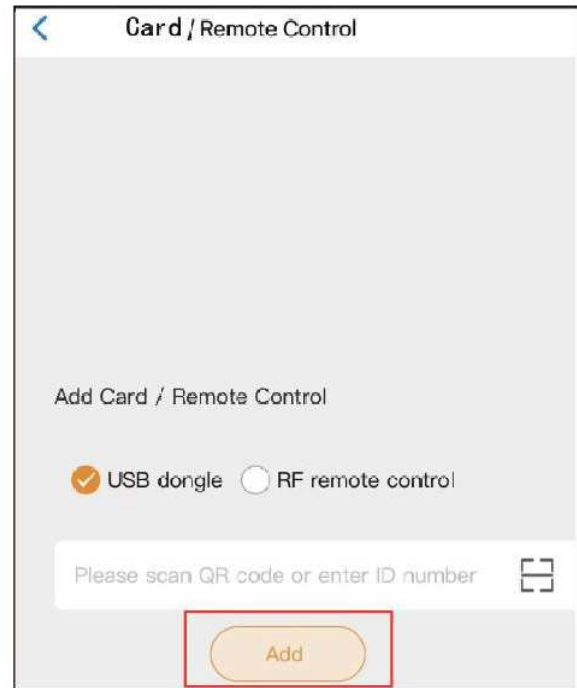 Card / Remote Control
Add Card / Remote Control
USB dongle RF remote control
Please scan QR code or enter ID number
Add